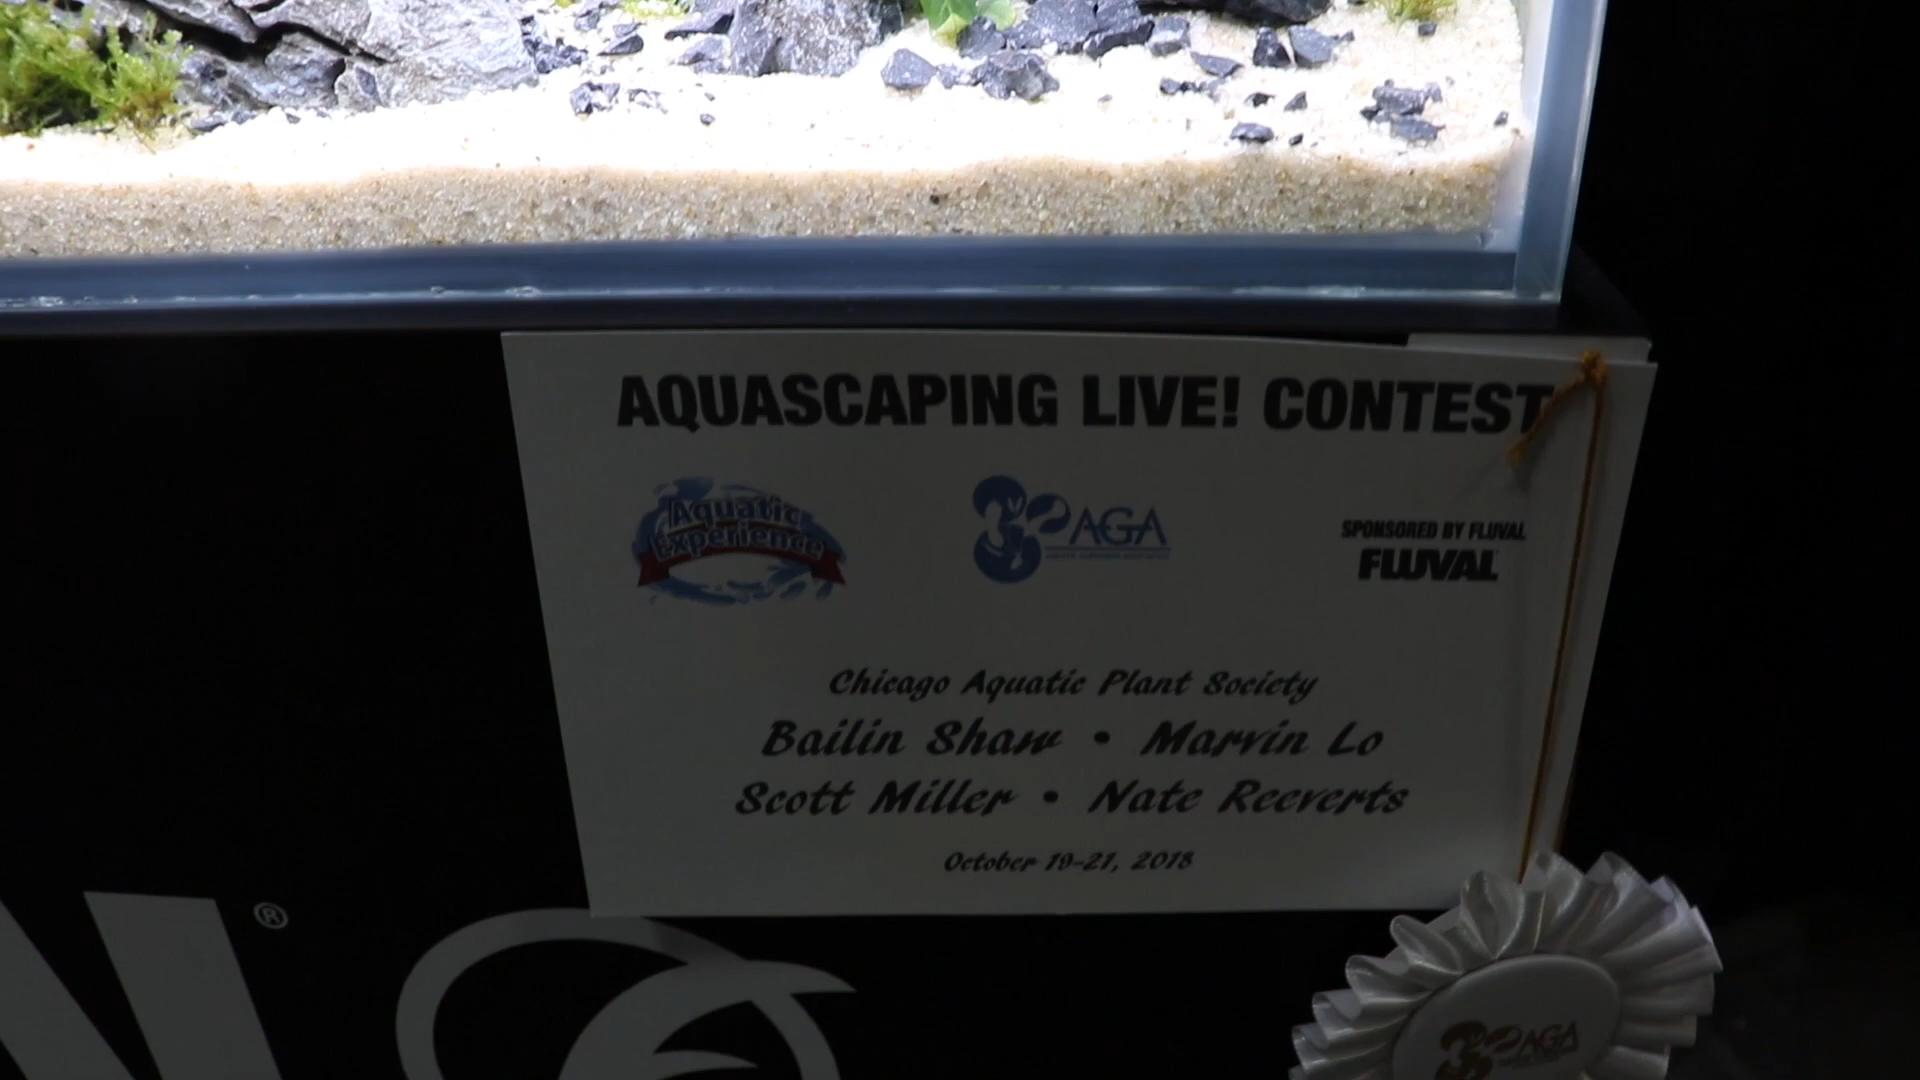 AQUASCAPING LIVE! CONTEST
Aquatic
Experience
AGA
SPONSORED BY FLUVAL
FLUVAL
Chicago Aquatic Plant Society
Bailin Shaw • Marvin Lo
Scott Miller • Nate Reeverts
October 19-21, 2018
®
AGA